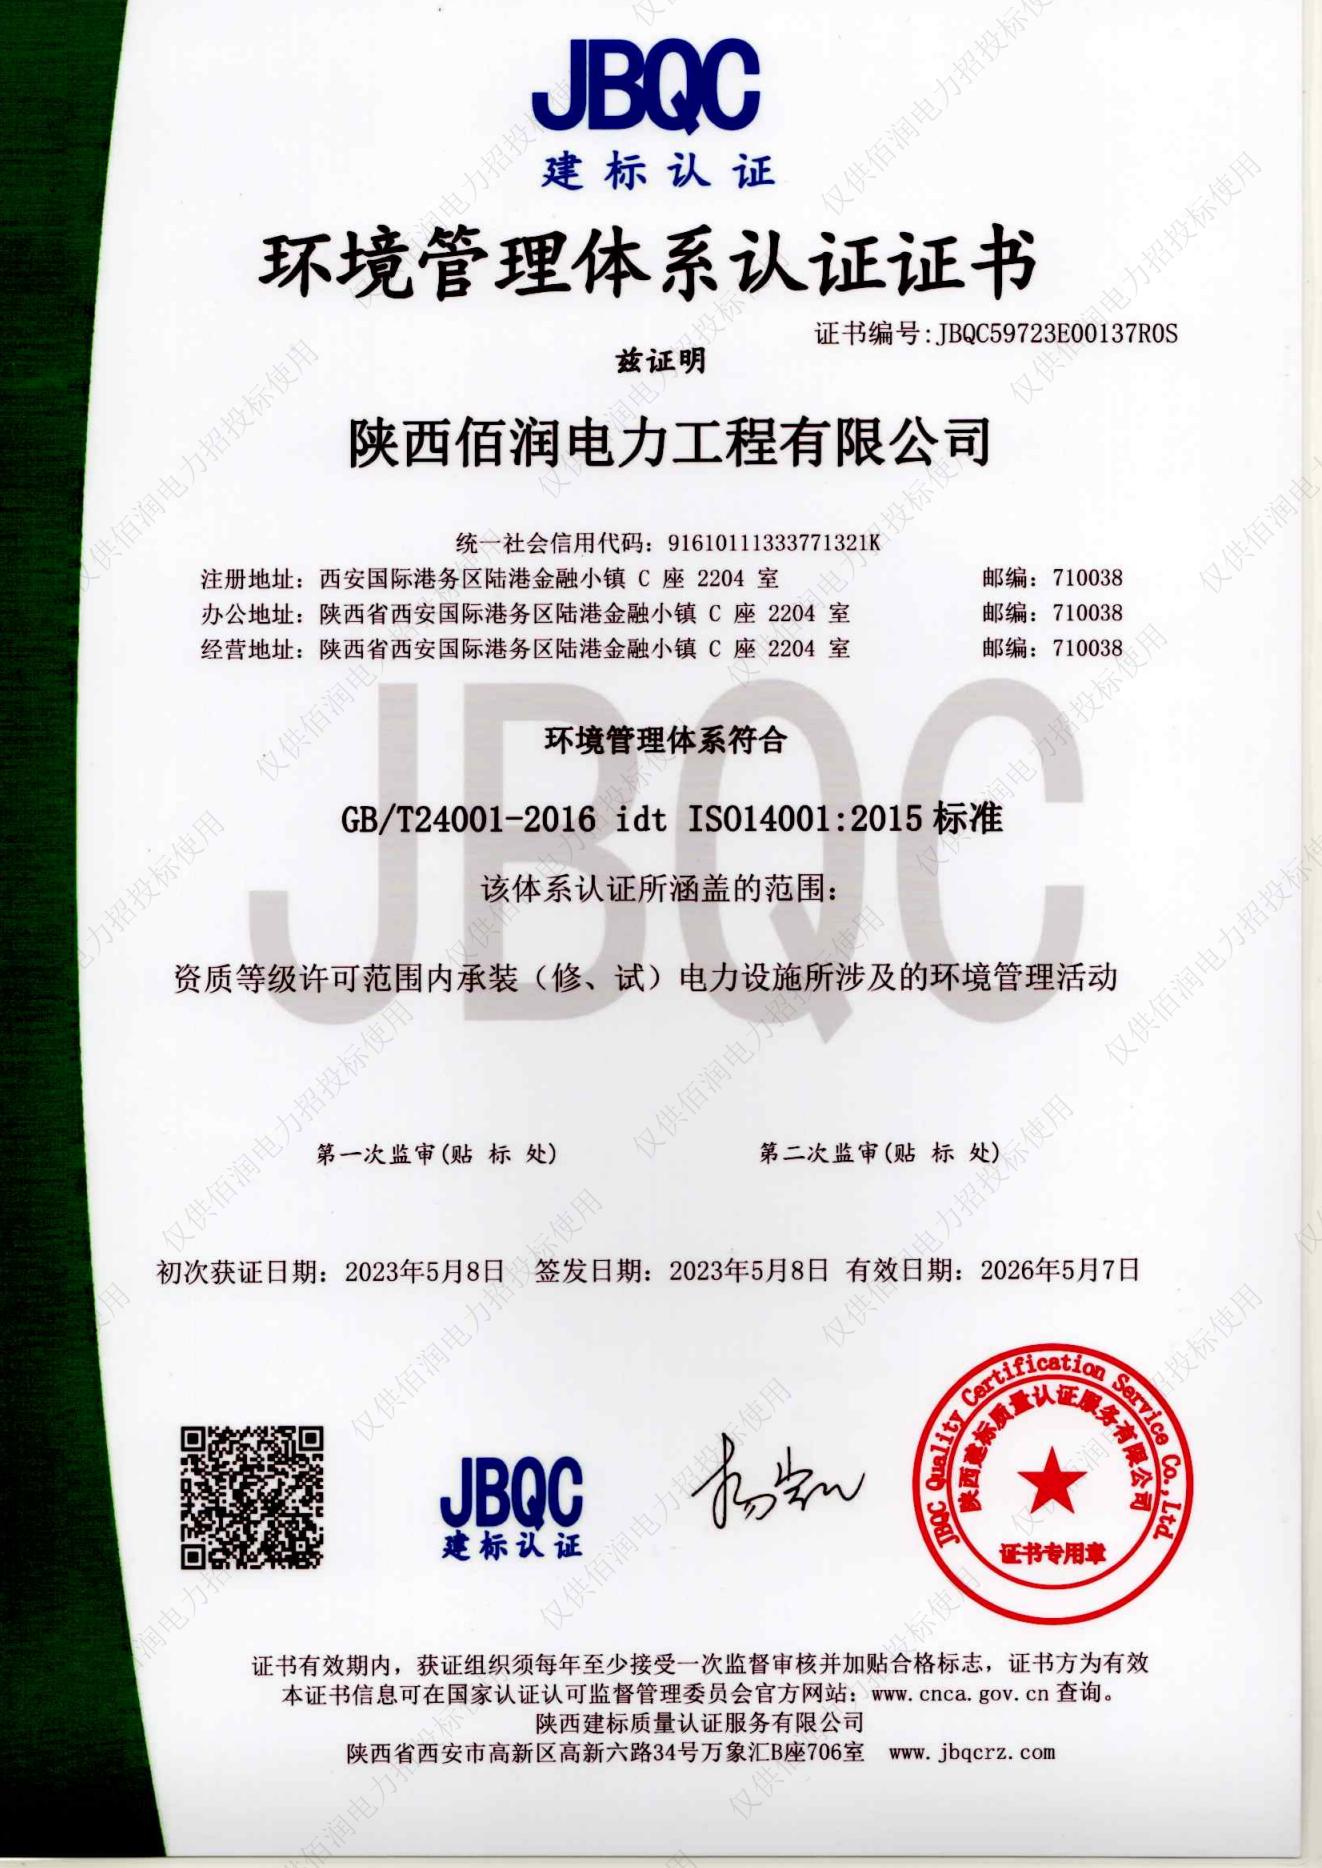 JBQC
建标认证
环境管理体系认证证书
证书编号:JBQC59723E00137R0S
兹证明
陕西佰润电力工程有限公司
统一社会信用代码：91610111333771321K
注册地址：西安国际港务区陆港金融小镇 C 座 2204 室 邮编：710038
办公地址：陕西省西安国际港务区陆港金融小镇 C 座 2204 室 邮编：710038
经营地址：陕西省西安国际港务区陆港金融小镇 C 座 2204 室 邮编：710038
JBQC
环境管理体系符合
GB/T24001-2016 idt ISO14001:2015标准
该体系认证所涵盖的范围：
资质等级许可范围内承装（修、试）电力设施所涉及的环境管理活动
第一次监审(贴 标 处) 第二次监审(贴 标 处)
初次获证日期：2023年5月8日 签发日期：2023年5月8日 有效日期：2026年5月7日
JBQC
建标认证
JBQC Quality Certification Service Co.,Ltd.
陕西建标质量认证服务有限公司
证书专用章
证书有效期内，获证组织须每年至少接受一次监督审核并加贴合格标志，证书方为有效
本证书信息可在国家认证认可监督管理委员会官方网站：www.cnca.gov.cn 查询。
陕西建标质量认证服务有限公司
陕西省西安市高新区高新六路34号万象汇B座706室 www.jbqcrz.com
仅供佰润电力招投标使用